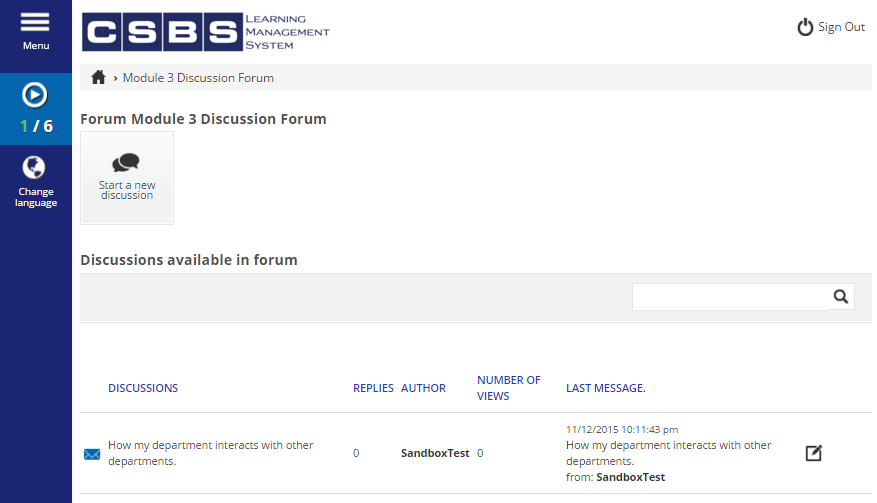 Menu
CSBS LEARNING
MANAGEMENT
SYSTEM
Sign Out
› Module 3 Discussion Forum
1 / 6
Change
language
Forum Module 3 Discussion Forum
Start a new
discussion
Discussions available in forum
DISCUSSIONS REPLIES AUTHOR NUMBER OF
VIEWS LAST MESSAGE.
How my department interacts with other
departments.
0 SandboxTest 0
11/12/2015 10:11:43 pm
How my department interacts with other
departments.
from: SandboxTest